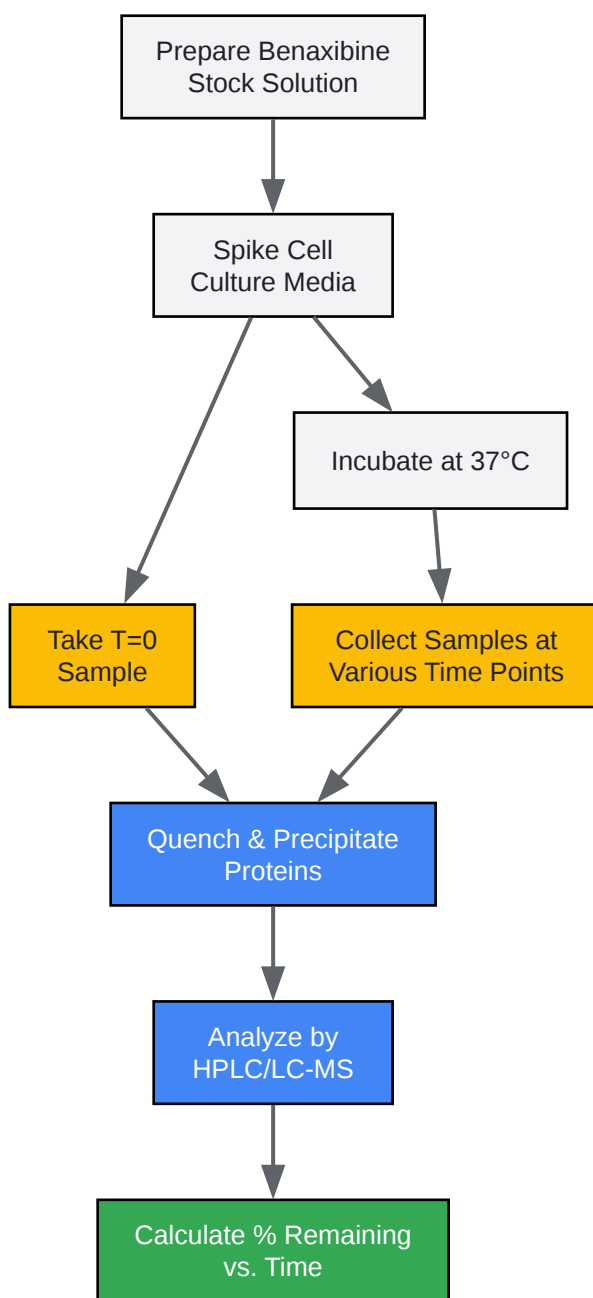 Prepare Benaxibine
Stock Solution
Spike Cell
Culture Media
Incubate at 37°C
Take T=0
Sample
Collect Samples at
Various Time Points
Quench & Precipitate
Proteins
Analyze by
HPLC/LC-MS
Calculate % Remaining
vs. Time